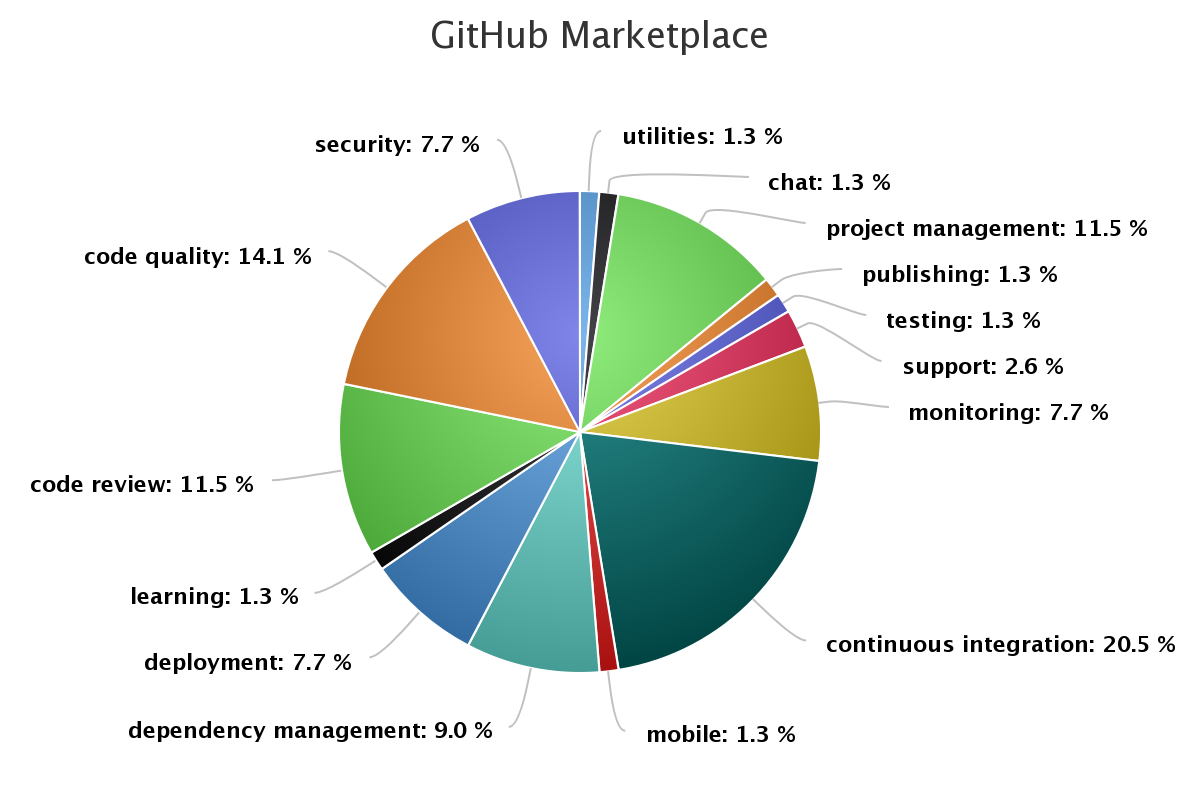 GitHub Marketplace
utilities: 1.3 %
chat: 1.3 %
project management: 11.5 %
publishing: 1.3 %
testing: 1.3 %
support: 2.6 %
monitoring: 7.7 %
continuous integration: 20.5 %
mobile: 1.3 %
dependency management: 9.0 %
deployment: 7.7 %
learning: 1.3 %
code review: 11.5 %
code quality: 14.1 %
security: 7.7 %